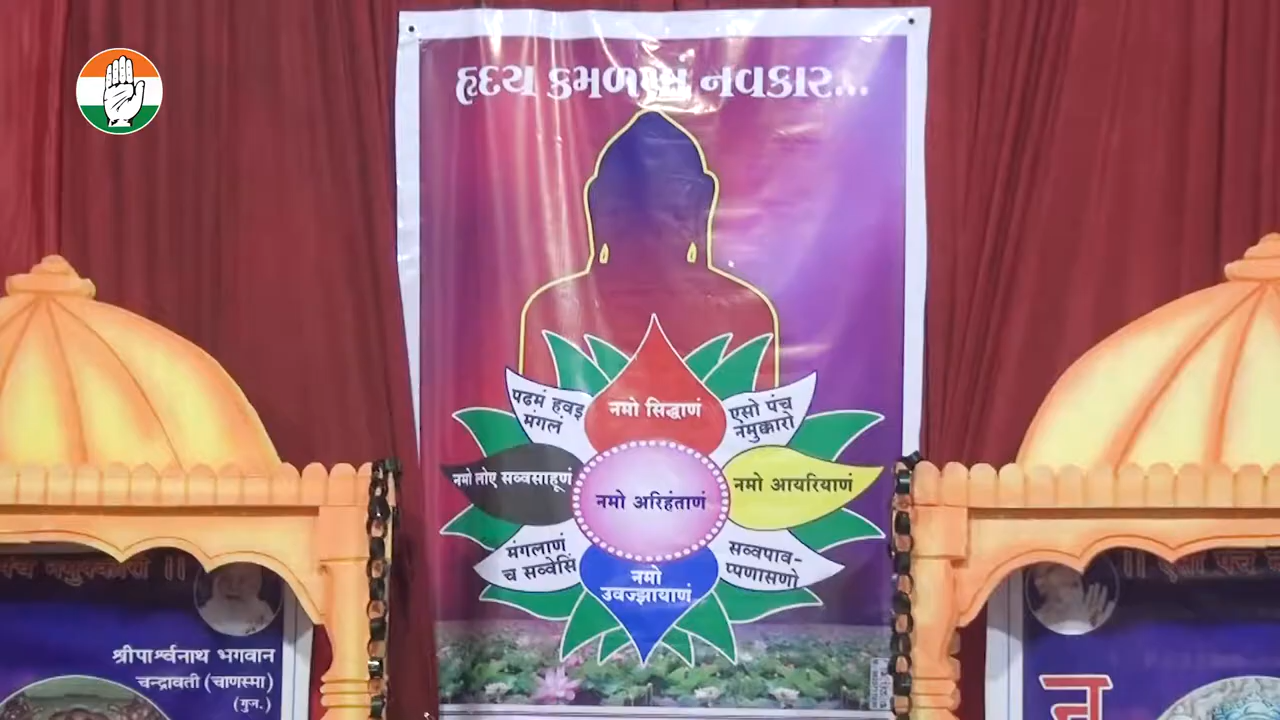 હૃદય કમળમાં નવકાર...
नमो सिद्धाणं
पढमं हवइ
मंगलं
एसो पंच
नमुक्कारो
नमो लोए सव्वसाहूणं
नमो अरिहंताणं
नमो आयरियाणं
मंगलाणं
च सव्वेसिं
नमो
उवज्झायाणं
सव्वपाव-
प्पणासणो
श्रीपार्श्वनाथ भगवान
चन्द्रावती (चाणस्मा)
(गुज.)
न